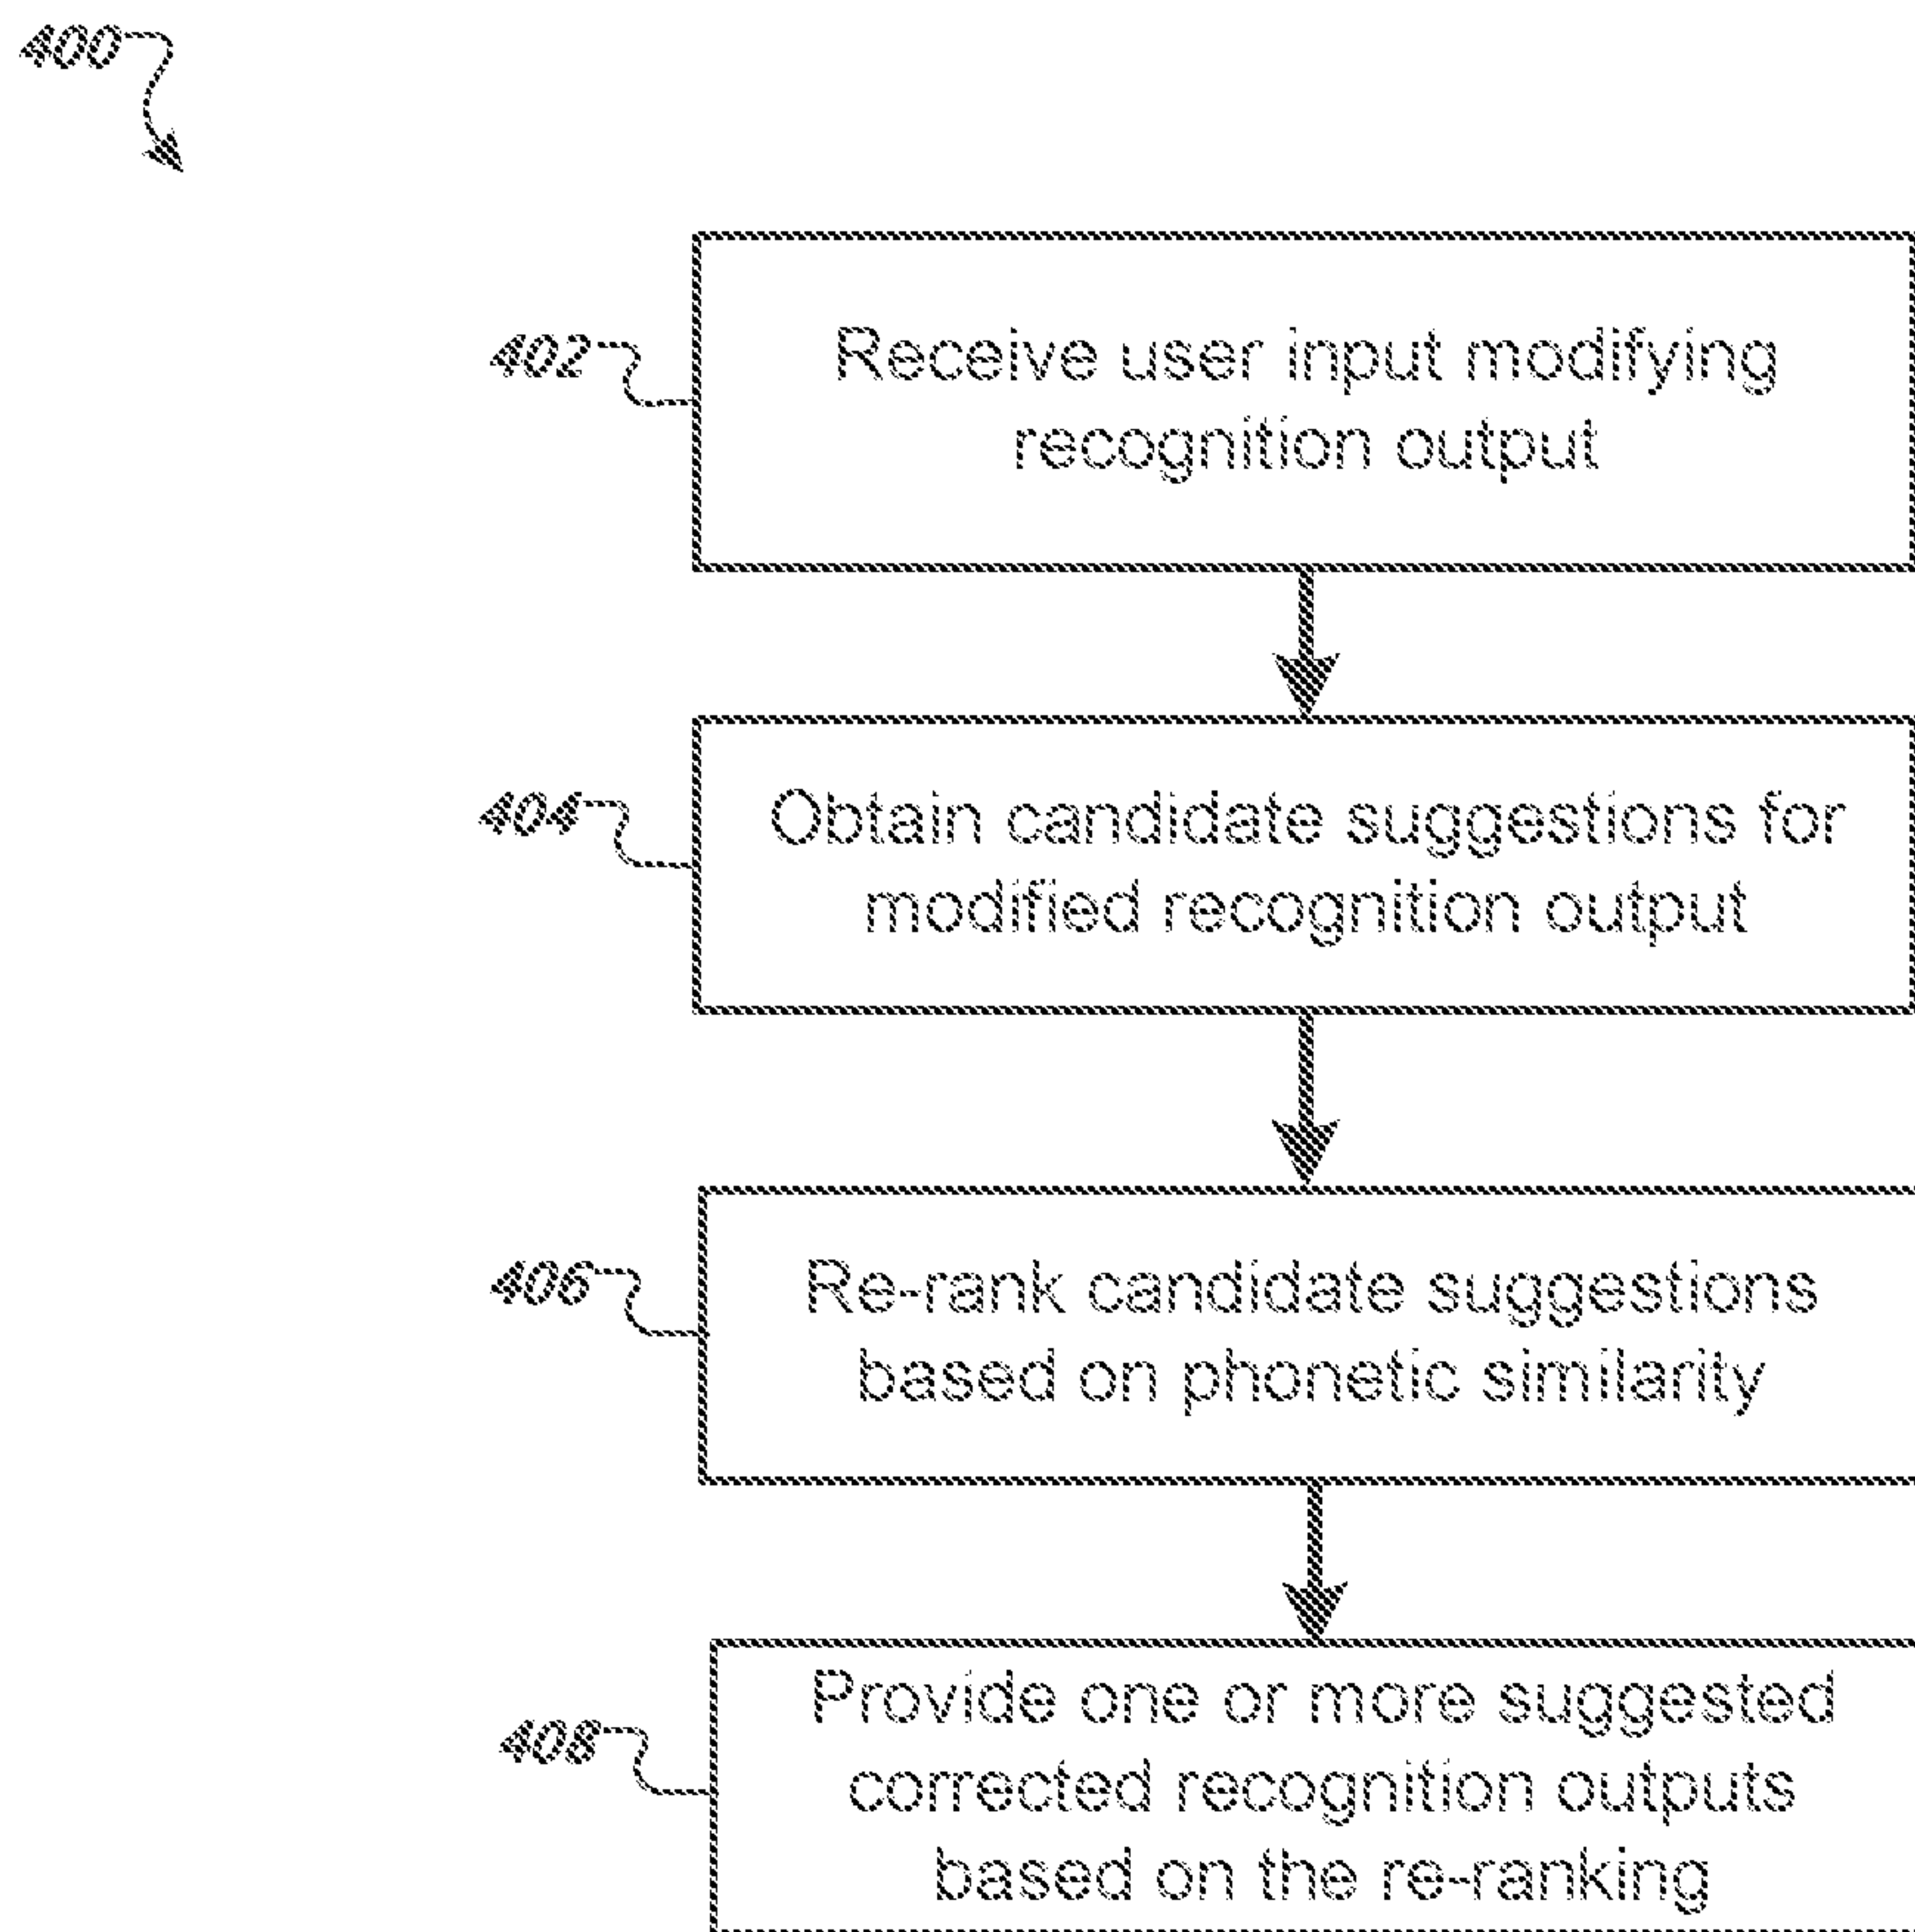 400
402
Receive user input modifying
recognition output
404
Obtain candidate suggestions for
modified recognition output
406
Re-rank candidate suggestions
based on phonetic similarity
408
Provide one or more suggested
corrected recognition outputs
based on the re-ranking